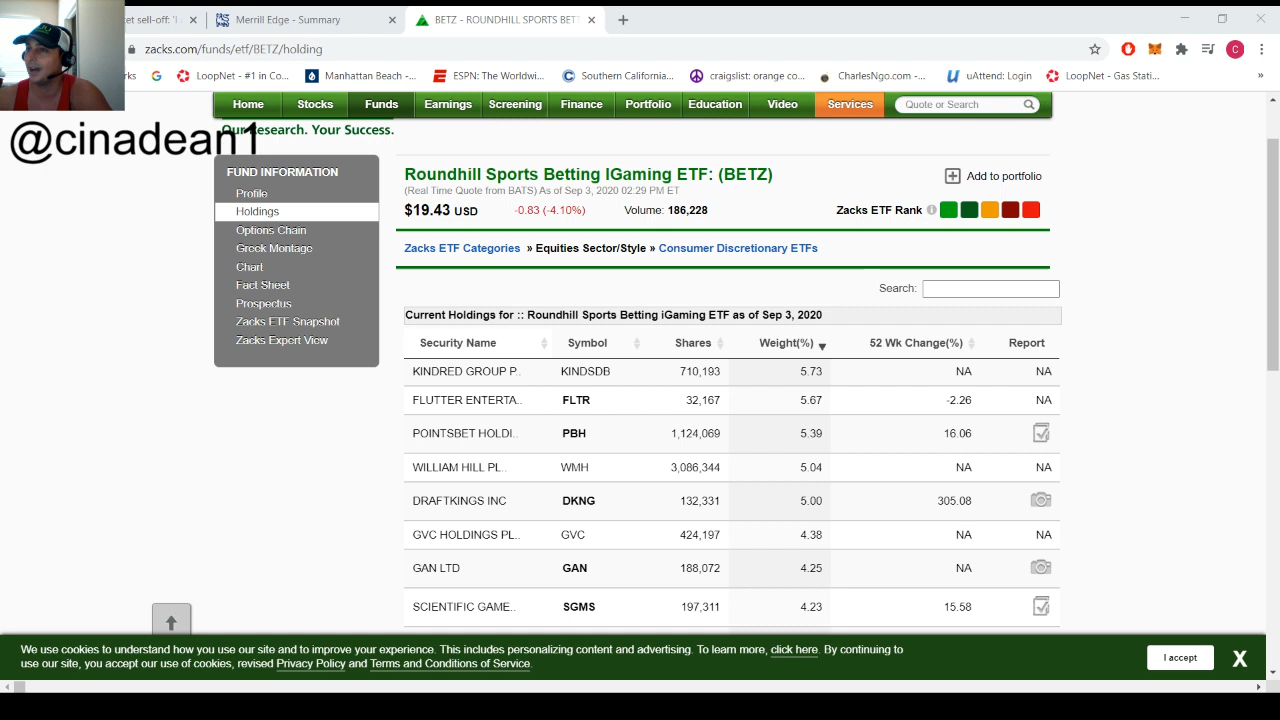 et sell-off: 'I
Merrill Edge - Summary
BETZ - ROUNDHILL SPORTS BETT
zacks.com/funds/etf/BETZ/holding
rks
LoopNet - #1 in Co...
Manhattan Beach -...
ESPN: The Worldwi...
Southern California...
craigslist: orange co...
CharlesNgo.com -...
uAttend: Login
LoopNet - Gas Stati...
»
Home Stocks Funds Earnings Screening Finance Portfolio Education Video Services Quote or Search
Our Research. Your Success.
@cinadean1
FUND INFORMATION
Profile
Holdings
Options Chain
Greek Montage
Chart
Fact Sheet
Prospectus
Zacks ETF Snapshot
Zacks Expert View
Roundhill Sports Betting IGaming ETF: (BETZ)
Add to portfolio
(Real Time Quote from BATS) As of Sep 3, 2020 02:29 PM ET
$19.43 USD -0.83 (-4.10%) Volume: 186,228 Zacks ETF Rank
Zacks ETF Categories » Equities Sector/Style » Consumer Discretionary ETFs
Search:
Current Holdings for :: Roundhill Sports Betting iGaming ETF as of Sep 3, 2020
Security Name Symbol Shares Weight(%) 52 Wk Change(%) Report
KINDRED GROUP P.. KINDSDB 710,193 5.73 NA NA
FLUTTER ENTERTA.. FLTR 32,167 5.67 -2.26 NA
POINTSBET HOLDI.. PBH 1,124,069 5.39 16.06
WILLIAM HILL PL.. WMH 3,086,344 5.04 NA NA
DRAFTKINGS INC DKNG 132,331 5.00 305.08
GVC HOLDINGS PL.. GVC 424,197 4.38 NA NA
GAN LTD GAN 188,072 4.25 NA
SCIENTIFIC GAME.. SGMS 197,311 4.23 15.58
We use cookies to understand how you use our site and to improve your experience. This includes personalizing content and advertising. To learn more, click here. By continuing to
use our site, you accept our use of cookies, revised Privacy Policy and Terms and Conditions of Service.
I accept
X